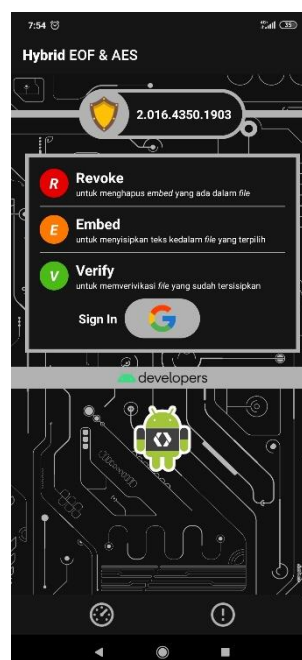 7:54
35
Hybrid EOF & AES
2.016.4350.1903
R
Revoke
untuk menghapus embed yang ada dalam file
E
Embed
untuk menyisipkan teks kedalam file yang terpilih
V
Verify
untuk memverivikasi file yang sudah tersisipkan
Sign In
G
developers